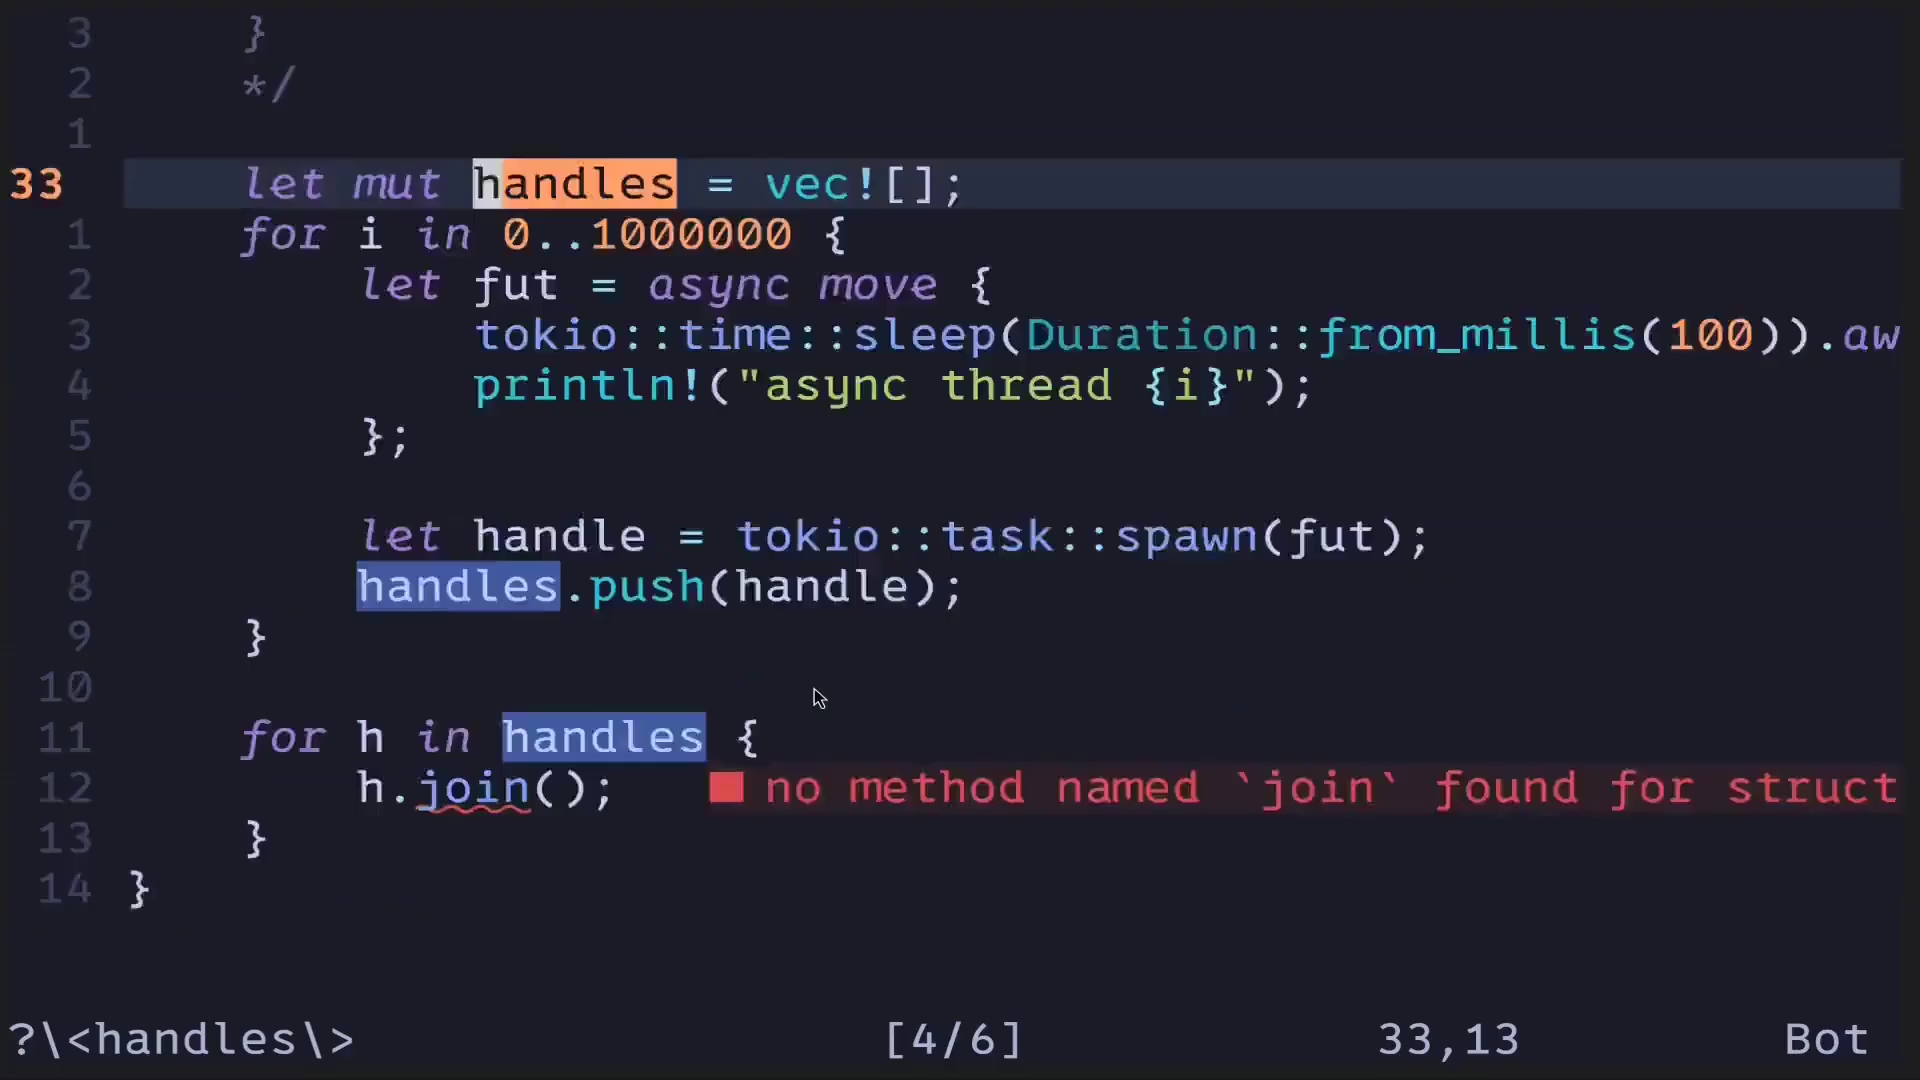 3 }
2 */
1
33 let mut handles = vec![];
1 for i in 0..1000000 {
2 let fut = async move {
3 tokio::time::sleep(Duration::from_millis(100)).aw
4 println!("async thread {i}");
5 };
6
7 let handle = tokio::task::spawn(fut);
8 handles.push(handle);
9 }
10
11 for h in handles {
12 h.join(); ■ no method named `join` found for struct
13 }
14 }
?\<handles\> [4/6] 33,13 Bot